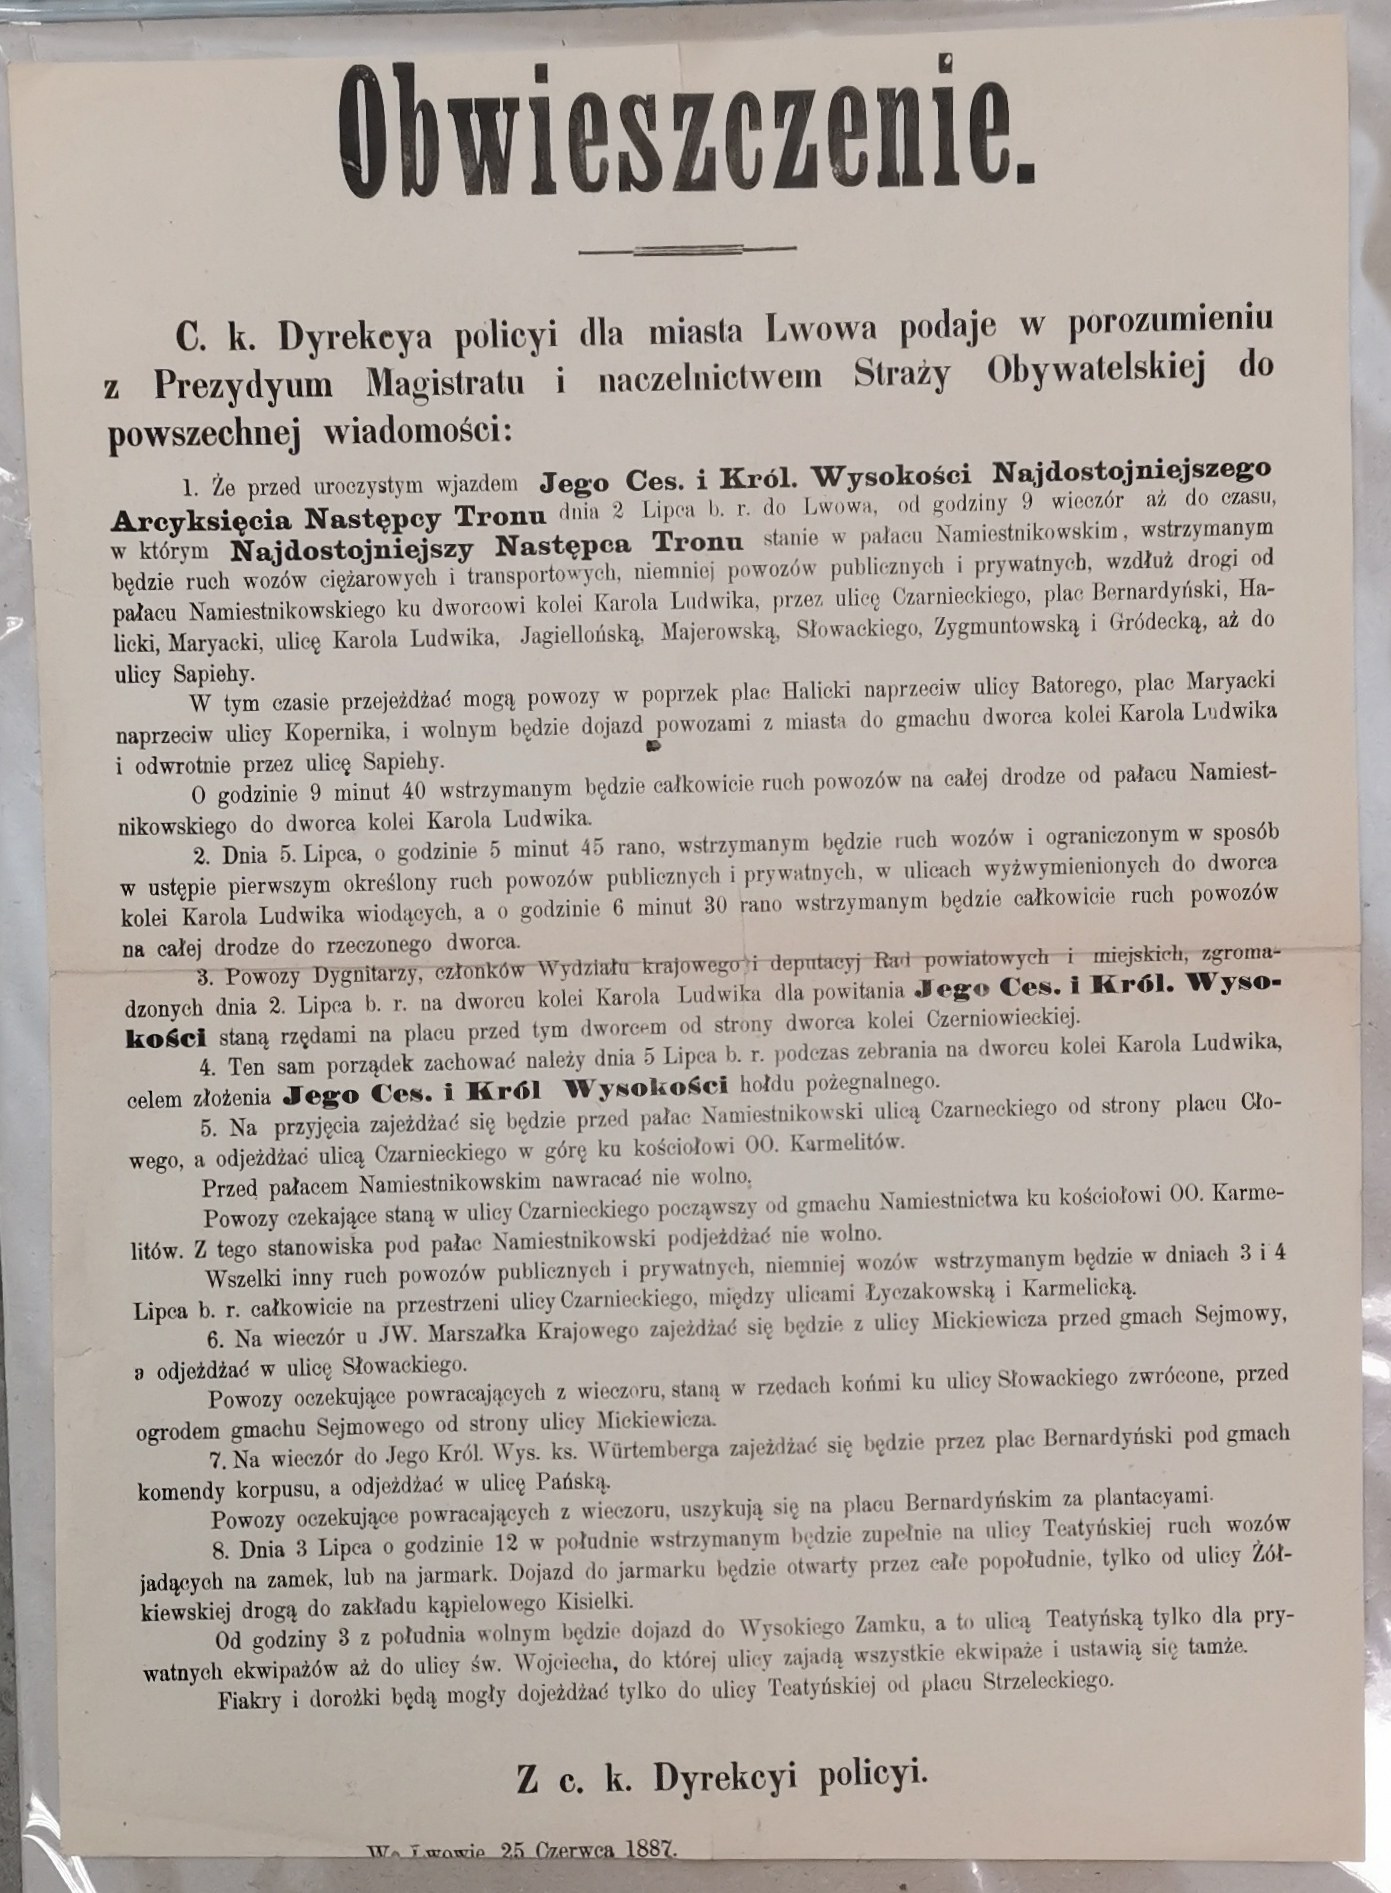 Obwieszczenie.
C. k. Dyrekcya policyi dla miasta Lwowa podaje w porozumieniu
z Prezydyum Magistratu i naczelnictwem Straży Obywatelskiej do
powszechnej wiadomości:
1. Że przed uroczystym wjazdem Jego Ces. i Król. Wysokości Najdostojniejszego
Arcyksięcia Następcy Tronu dnia 2 Lipca b. r. do Lwowa, od godziny 9 wieczór aż do czasu,
w którym Najdostojniejszy Następca Tronu stanie w pałacu Namiestnikowskim, wstrzymanym
będzie ruch wozów ciężarowych i transportowych, niemniej powozów publicznych i prywatnych, wzdłuż drogi od
pałacu Namiestnikowskiego ku dworcowi kolei Karola Ludwika, przez ulicę Czarnieckiego, plac Bernardyński, Ha-
licki, Maryacki, ulicę Karola Ludwika, Jagiellońską, Majerowską, Słowackiego, Zygmuntowską i Gródecką, aż do
ulicy Sapiehy.
W tym czasie przejeżdżać mogą powozy w poprzek plac Halicki naprzeciw ulicy Batorego, plac Maryacki
naprzeciw ulicy Kopernika, i wolnym będzie dojazd powozami z miasta do gmachu dworca kolei Karola Ludwika
i odwrotnie przez ulicę Sapiehy.
O godzinie 9 minut 40 wstrzymanym będzie całkowicie ruch powozów na całej drodze od pałacu Namiest-
nikowskiego do dworca kolei Karola Ludwika.
2. Dnia 5. Lipca, o godzinie 5 minut 45 rano, wstrzymanym będzie ruch wozów i ograniczonym w sposób
w ustępie pierwszym określony ruch powozów publicznych i prywatnych, w ulicach wyżwymienionych do dworca
kolei Karola Ludwika wiodących, a o godzinie 6 minut 30 rano wstrzymanym będzie całkowicie ruch powozów
na całej drodze do rzeczonego dworca.
3. Powozy Dygnitarzy, członków Wydziału krajowego i deputacyj Rad powiatowych i miejskich, zgroma-
dzonych dnia 2. Lipca b. r. na dworcu kolei Karola Ludwika dla powitania Jego Ces. i Król. Wyso-
kości staną rzędami na placu przed tym dworcem od strony dworca kolei Czerniowieckiej.
4. Ten sam porządek zachować należy dnia 5 Lipca b. r. podczas zebrania na dworcu kolei Karola Ludwika,
celem złożenia Jego Ces. i Król Wysokości hołdu pożegnalnego.
5. Na przyjęcia zajeżdżać się będzie przed pałac Namiestnikowski ulicą Czarneckiego od strony placu Cło-
wego, a odjeżdżać ulicą Czarnieckiego w górę ku kościołowi OO. Karmelitów.
Przed pałacem Namiestnikowskim nawracać nie wolno.
Powozy czekające staną w ulicy Czarnieckiego począwszy od gmachu Namiestnictwa ku kościołowi OO. Karme-
litów. Z tego stanowiska pod pałac Namiestnikowski podjeżdżać nie wolno.
Wszelki inny ruch powozów publicznych i prywatnych, niemniej wozów wstrzymanym będzie w dniach 3 i 4
Lipca b. r. całkowicie na przestrzeni ulicy Czarnieckiego, między ulicami Łyczakowską i Karmelicką.
6. Na wieczór u JW. Marszałka Krajowego zajeżdżać się będzie z ulicy Mickiewicza przed gmach Sejmowy,
a odjeżdżać w ulicę Słowackiego.
Powozy oczekujące powracających z wieczoru, staną w rzedach końmi ku ulicy Słowackiego zwrócone, przed
ogrodem gmachu Sejmowego od strony ulicy Mickiewicza.
7. Na wieczór do Jego Król. Wys. ks. Würtemberga zajeżdżać się będzie przez plac Bernardyński pod gmach
komendy korpusu, a odjeżdżać w ulicę Pańską.
Powozy oczekujące powracających z wieczoru, uszykują się na placu Bernardyńskim za plantacyami.
8. Dnia 3 Lipca o godzinie 12 w południe wstrzymanym będzie zupełnie na ulicy Teatyńskiej ruch wozów
jadących na zamek, lub na jarmark. Dojazd do jarmarku będzie otwarty przez całe popołudnie, tylko od ulicy Żół-
kiewskiej drogą do zakładu kąpielowego Kisielki.
Od godziny 3 z południa wolnym będzie dojazd do Wysokiego Zamku, a to ulicą Teatyńską tylko dla pry-
watnych ekwipażów aż do ulicy św. Wojciecha, do której ulicy zajadą wszystkie ekwipaże i ustawią się tamże.
Fiakry i dorożki będą mogły dojeżdżać tylko do ulicy Teatyńskiej od placu Strzeleckiego.
Z c. k. Dyrekcyi policyi.
We Lwowie 25 Czerwca 1887.